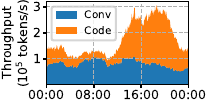 Throughput
(10⁵ tokens/s)
3
2
1
Conv
Code
00:00 08:00 16:00 00:00